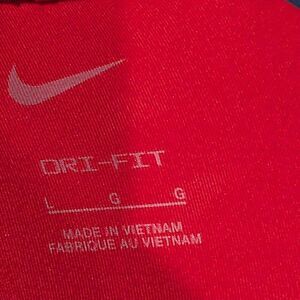 DRI-FIT
L G G
MADE IN VIETNAM
FABRIQUE AU VIETNAM